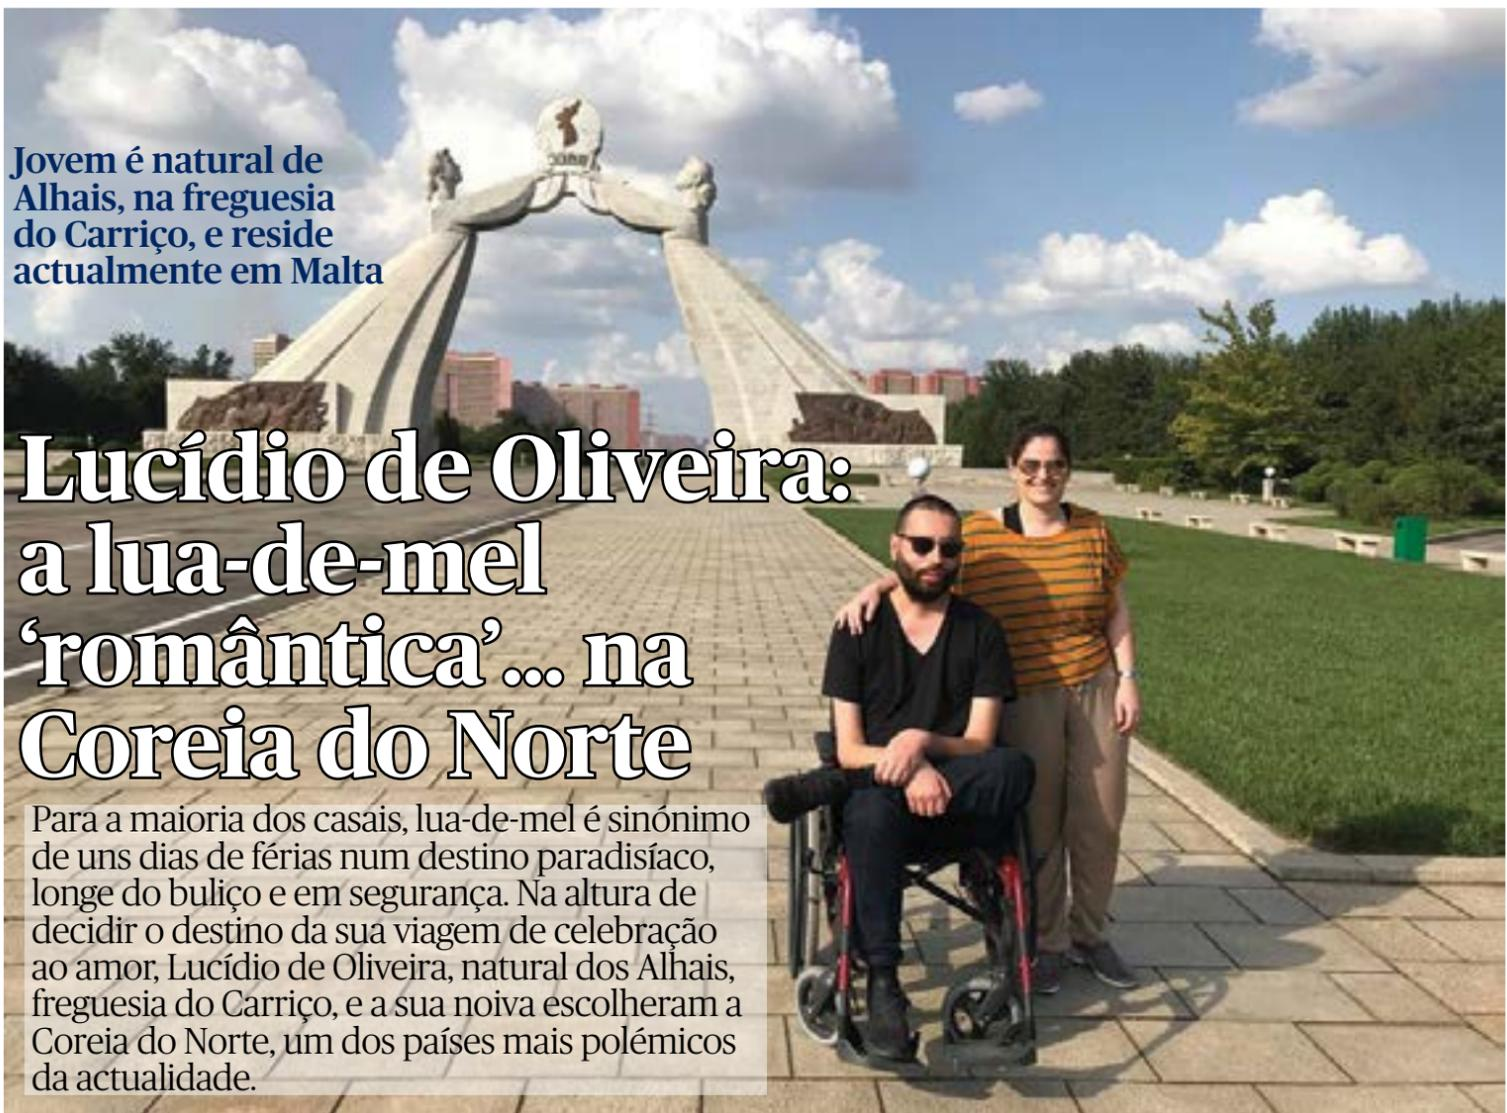 Jovem é natural de
Alhais, na freguesia
do Carriço, e reside
actualmente em Malta
Lucídio de Oliveira:
a lua-de-mel
‘romântica’... na
Coreia do Norte
Para a maioria dos casais, lua-de-mel é sinónimo
de uns dias de férias num destino paradisíaco,
longe do buliço e em segurança. Na altura de
decidir o destino da sua viagem de celebração
ao amor, Lucídio de Oliveira, natural dos Alhais,
freguesia do Carriço, e a sua noiva escolheram a
Coreia do Norte, um dos países mais polémicos
da actualidade.